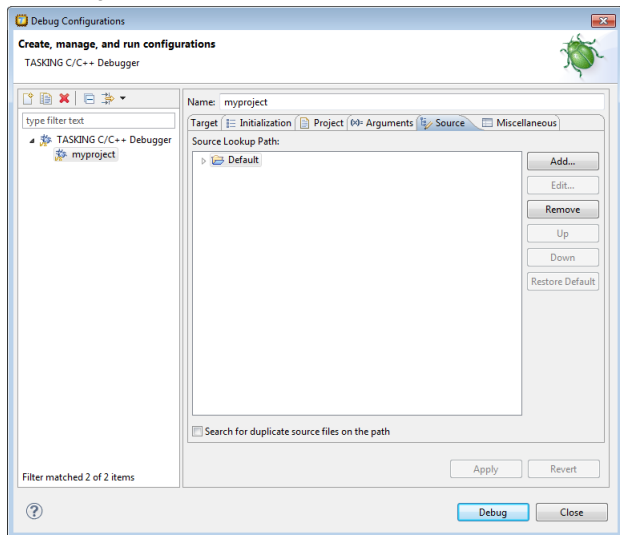 Debug Configurations
Create, manage, and run configurations
TASKING C/C++ Debugger
type filter text
TASKING C/C++ Debugger
myproject
Filter matched 2 of 2 items
Name: myproject
Target Initialization Project (x)= Arguments Source Miscellaneous
Source Lookup Path:
Default
Add...
Edit...
Remove
Up
Down
Restore Default
Search for duplicate source files on the path
Apply Revert
? Debug Close